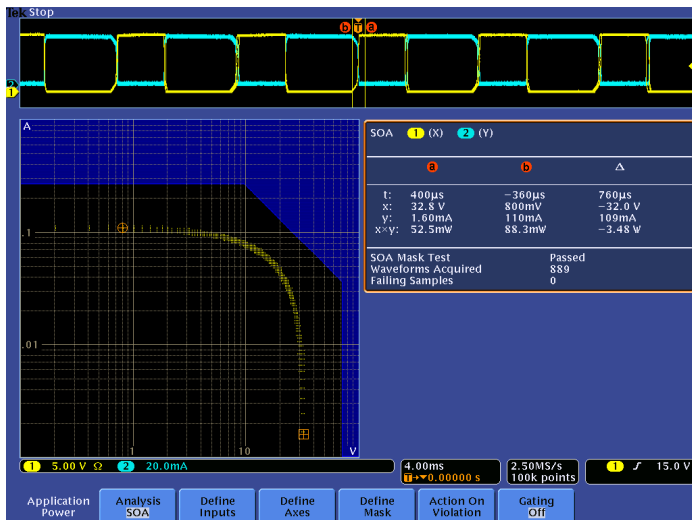 Tek Stop
b T a
2
1
A
.1
.01
1
10
V
SOA 1 (X) 2 (Y)
a b Δ
t: 400µs −360µs 760µs
x: 32.8 V 800mV −32.0 V
y: 1.60mA 110mA 109mA
x×y: 52.5mW 88.3mW −3.48 W
SOA Mask Test Passed
Waveforms Acquired 889
Failing Samples 0
1 5.00 V Ω 2 20.0mA
4.00ms 2.50MS/s 1 ʃ 15.0 V
T→▼0.00000 s 100k points
Application Power
Analysis SOA
Define Inputs
Define Axes
Define Mask
Action On Violation
Gating Off